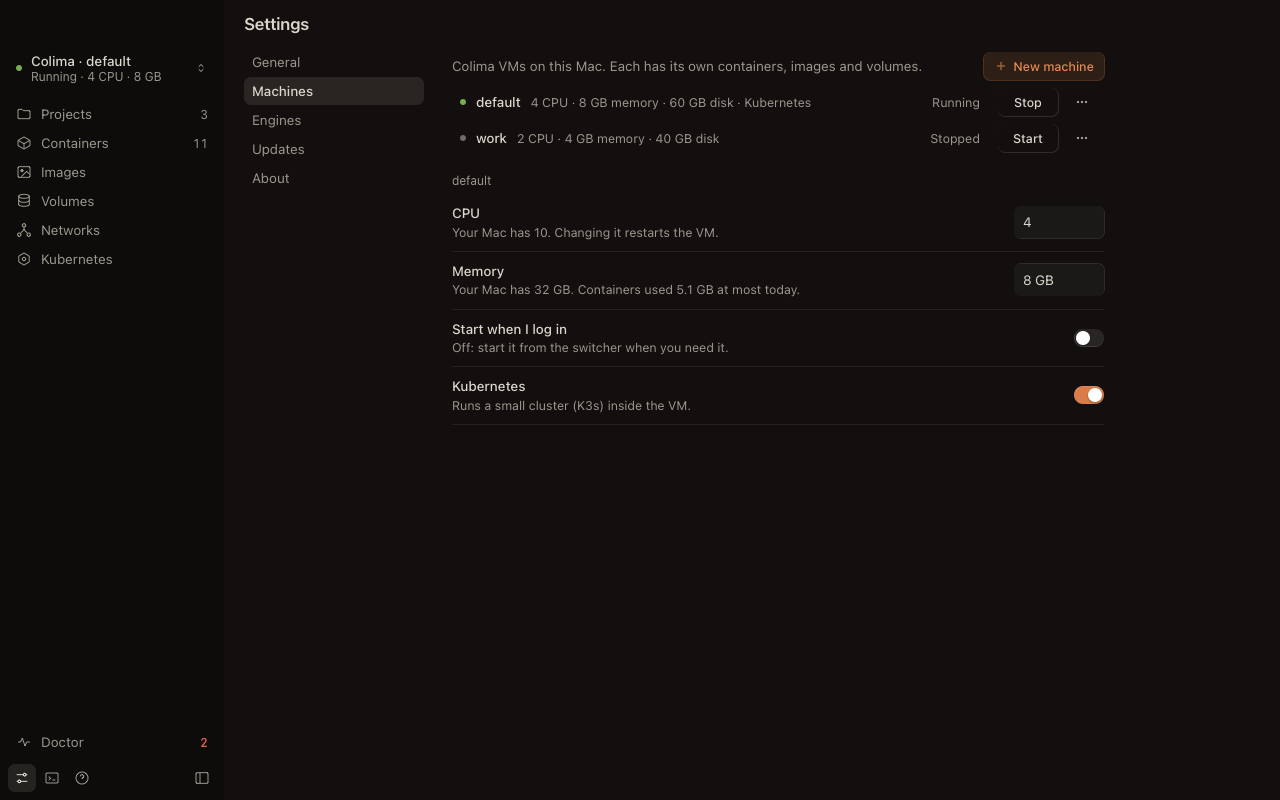 Settings
Colima · default
Running · 4 CPU · 8 GB
Projects 3
Containers 11
Images
Volumes
Networks
Kubernetes
Doctor 2
General
Machines
Engines
Updates
About
Colima VMs on this Mac. Each has its own containers, images and volumes.
New machine
default 4 CPU · 8 GB memory · 60 GB disk · Kubernetes Running Stop
work 2 CPU · 4 GB memory · 40 GB disk Stopped Start
default
CPU
Your Mac has 10. Changing it restarts the VM.
4
Memory
Your Mac has 32 GB. Containers used 5.1 GB at most today.
8 GB
Start when I log in
Off: start it from the switcher when you need it.
Kubernetes
Runs a small cluster (K3s) inside the VM.